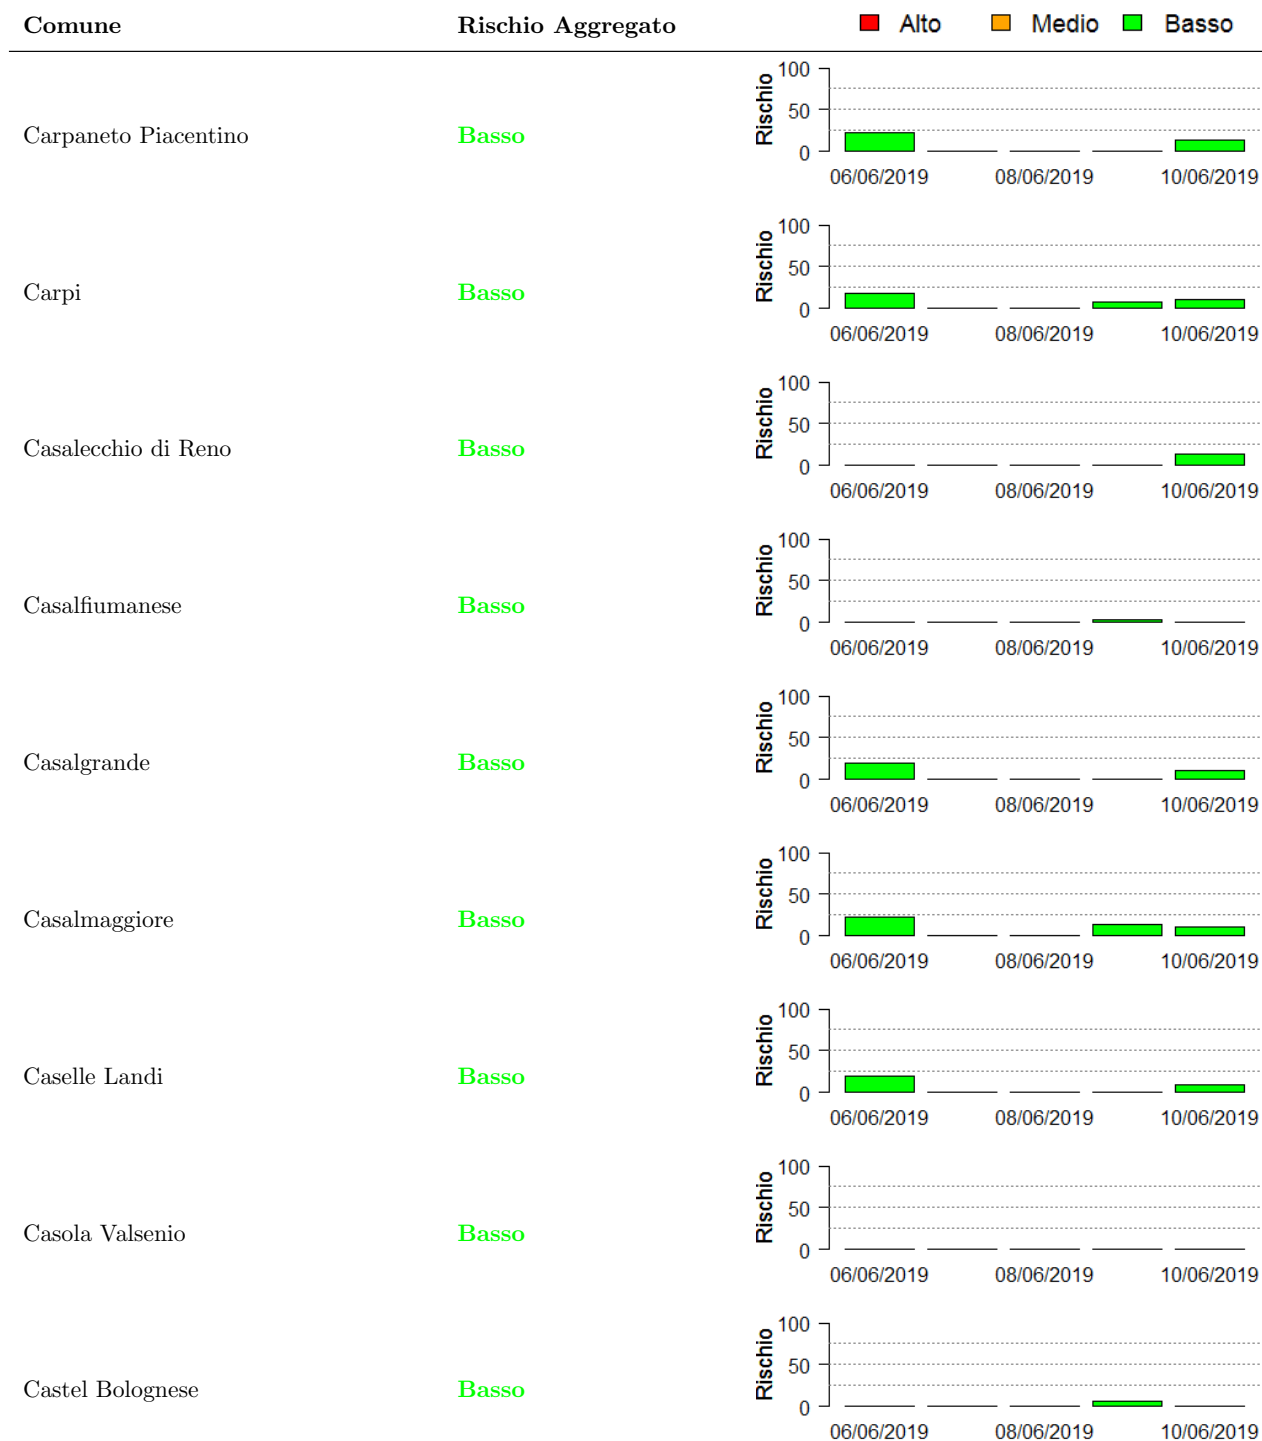 Comune Rischio Aggregato Alto Medio Basso
100
50
0
Rischio
Carpaneto Piacentino Basso
06/06/2019 08/06/2019 10/06/2019
100
50
0
Rischio
Carpi Basso
06/06/2019 08/06/2019 10/06/2019
100
50
0
Rischio
Casalecchio di Reno Basso
06/06/2019 08/06/2019 10/06/2019
100
50
0
Rischio
Casalfiumanese Basso
06/06/2019 08/06/2019 10/06/2019
100
50
0
Rischio
Casalgrande Basso
06/06/2019 08/06/2019 10/06/2019
100
50
0
Rischio
Casalmaggiore Basso
06/06/2019 08/06/2019 10/06/2019
100
50
0
Rischio
Caselle Landi Basso
06/06/2019 08/06/2019 10/06/2019
100
50
0
Rischio
Casola Valsenio Basso
06/06/2019 08/06/2019 10/06/2019
100
50
0
Rischio
Castel Bolognese Basso
06/06/2019 08/06/2019 10/06/2019